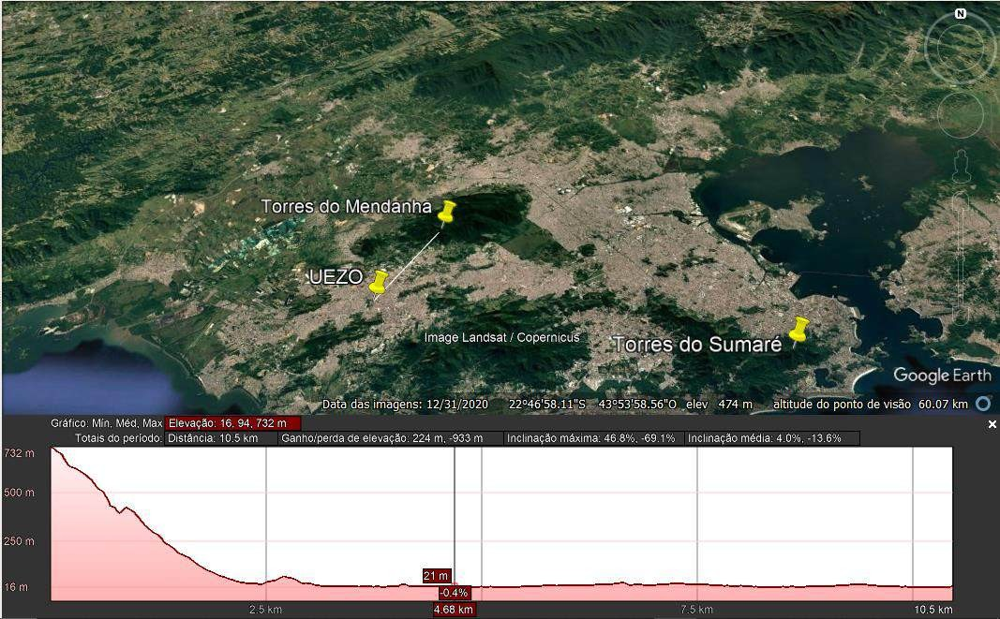 N
Torres do Mendanha
UEZO
Image Landsat / Copernicus
Torres do Sumaré
Google Earth
Data das imagens: 12/31/2020 22°46'58.11"S 43°53'58.56"O elev 474 m altitude do ponto de visão 60.07 km
Gráfico: Mín, Méd, Max Elevação: 16, 94, 732 m
Totais do período: Distância: 10.5 km Ganho/perda de elevação: 224 m, -933 m Inclinação máxima: 46.8%, -69.1% Inclinação média: 4.0%, -13.6%
732 m
500 m
250 m
21 m
16 m
-0.4%
2.5 km 4.68 km 7.5 km 10.5 km